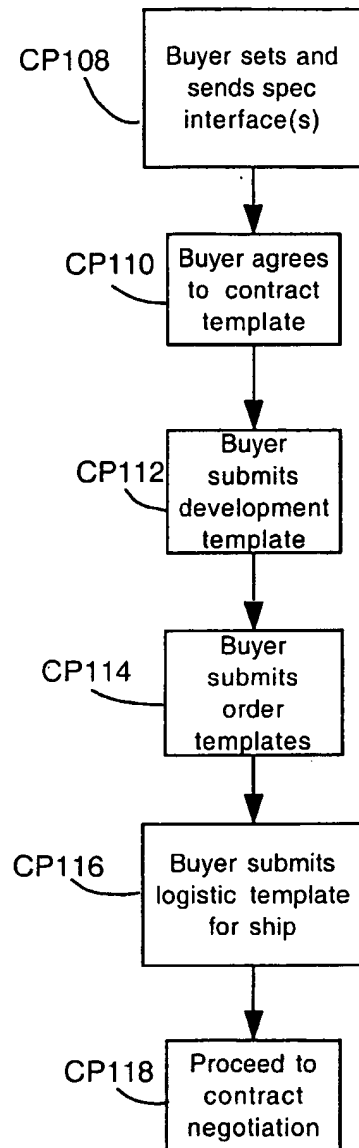 CP108
Buyer sets and
sends spec
interface(s)
CP110
Buyer agrees
to contract
template
CP112
Buyer
submits
development
template
CP114
Buyer
submits
order
templates
CP116
Buyer submits
logistic template
for ship
CP118
Proceed to
contract
negotiation